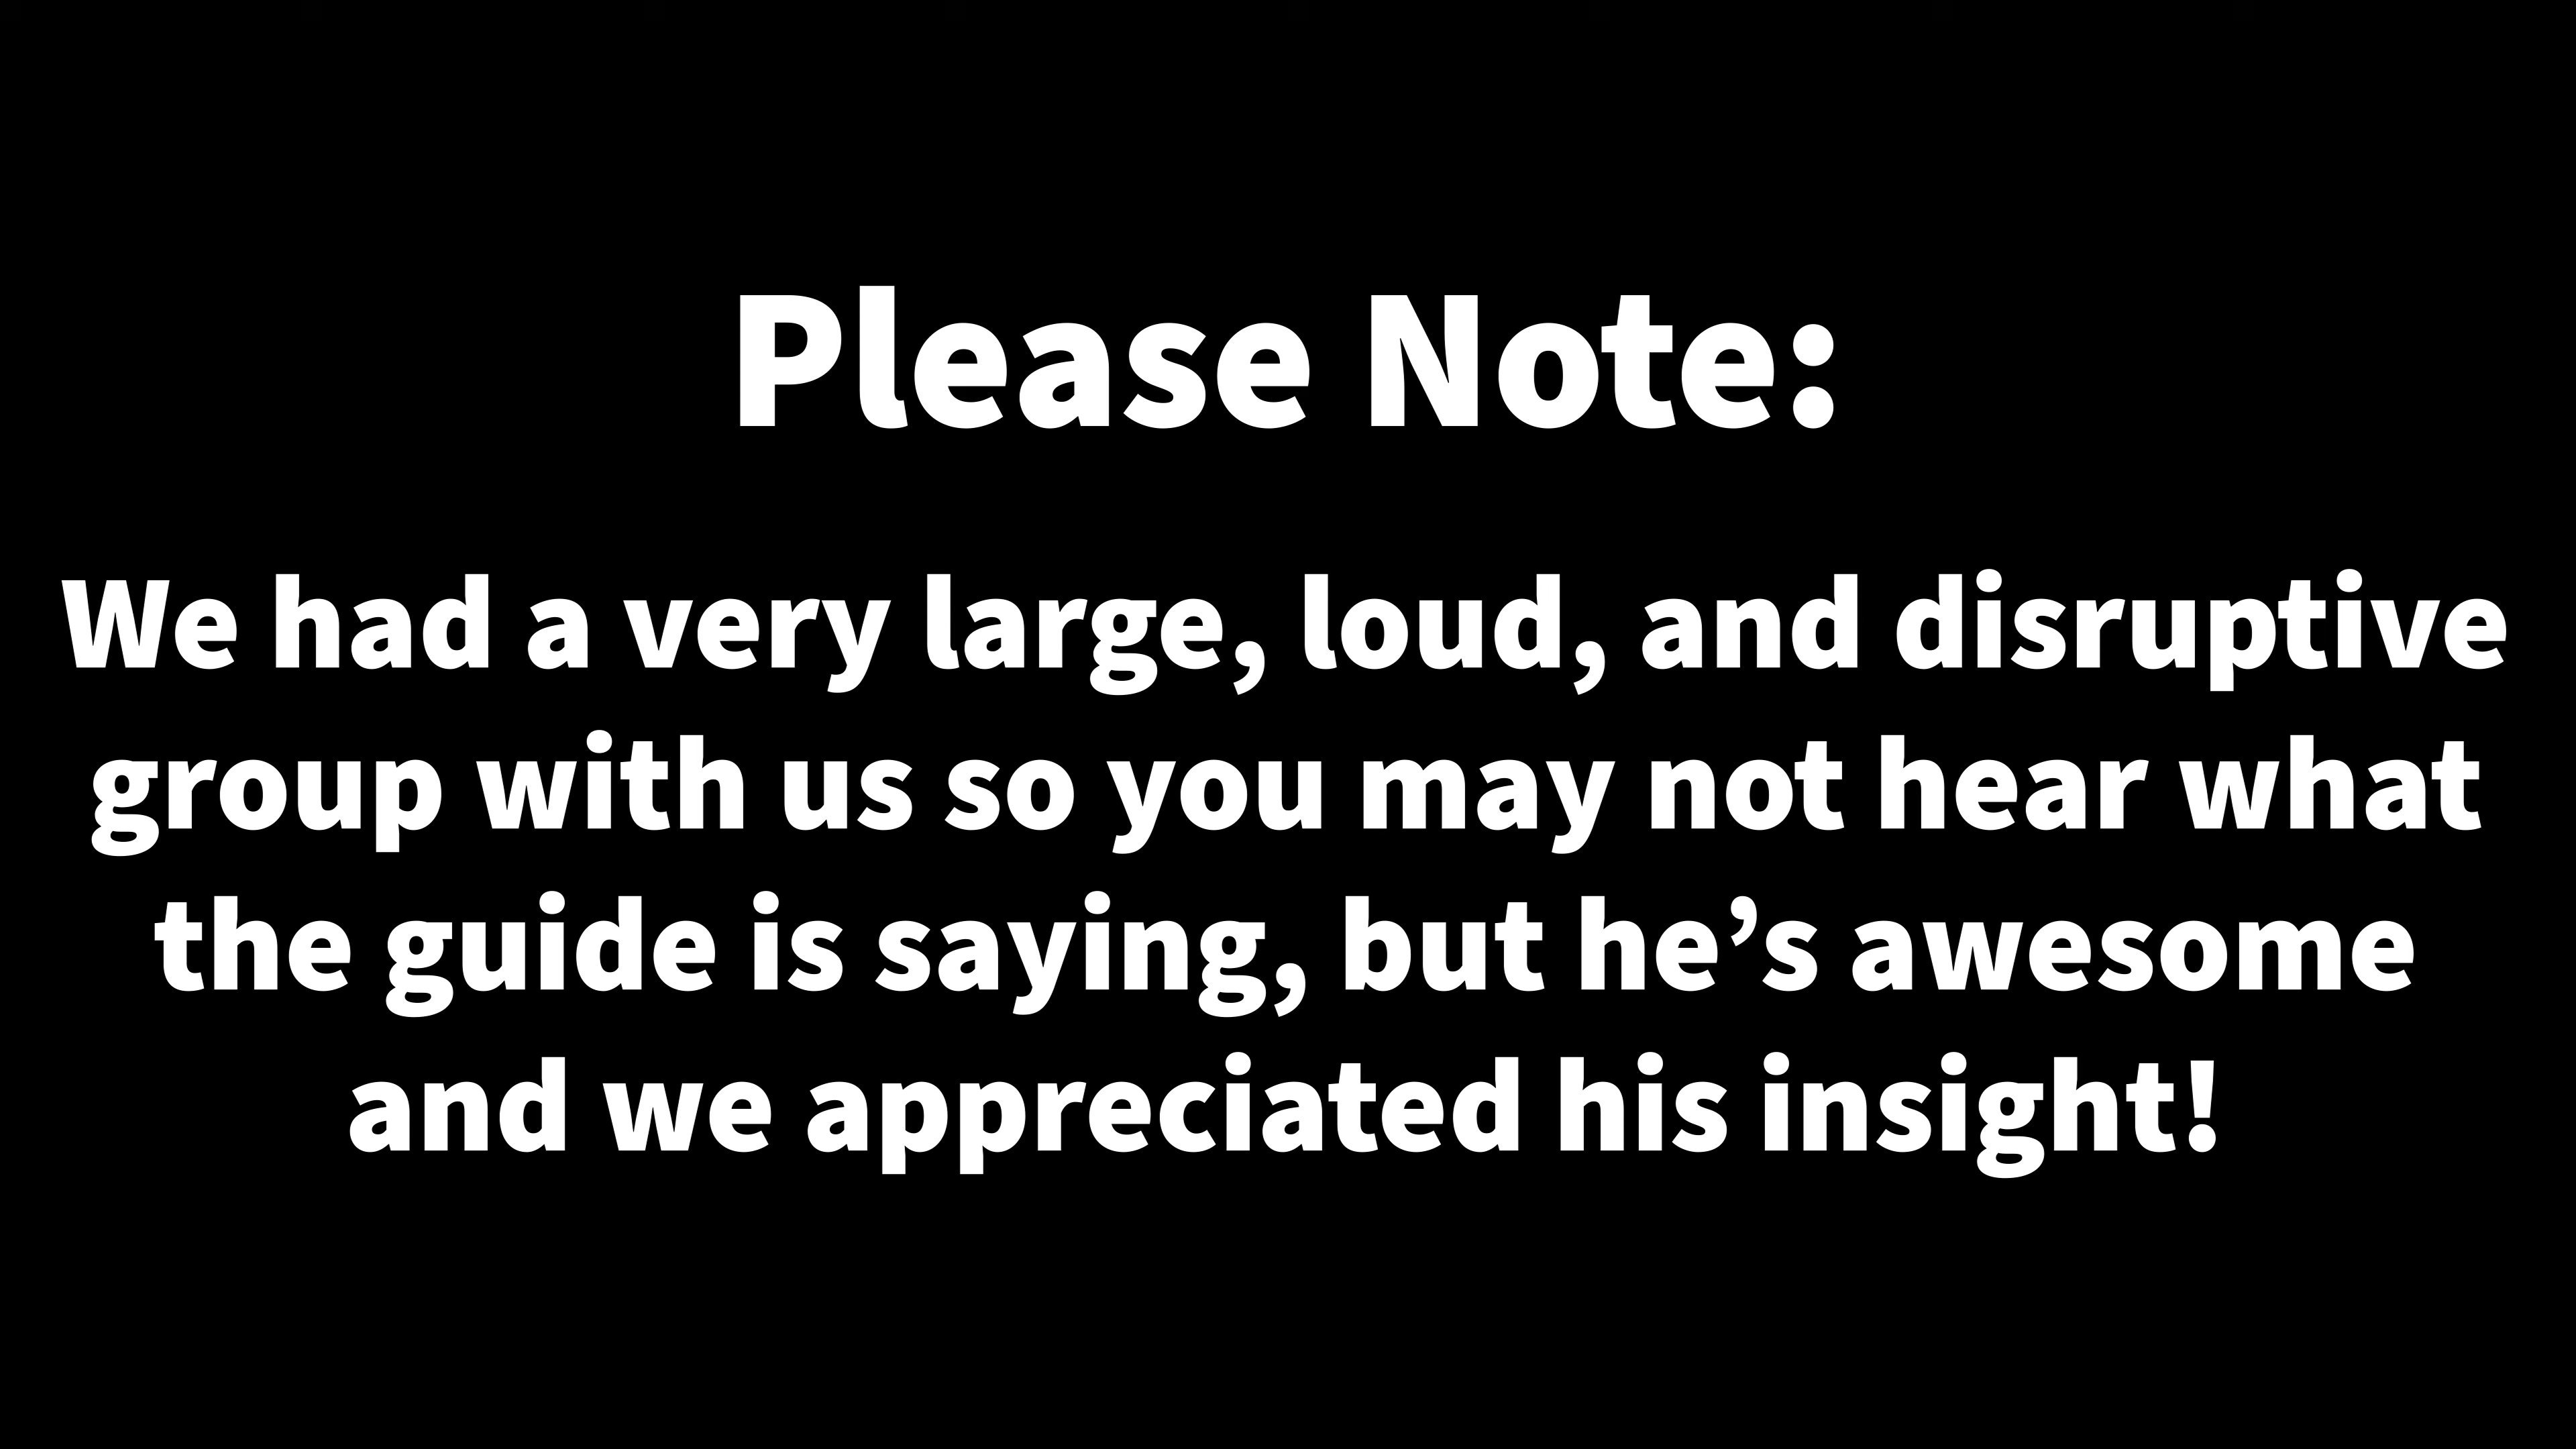 Please Note:
We had a very large, loud, and disruptive
group with us so you may not hear what
the guide is saying, but he’s awesome
and we appreciated his insight!